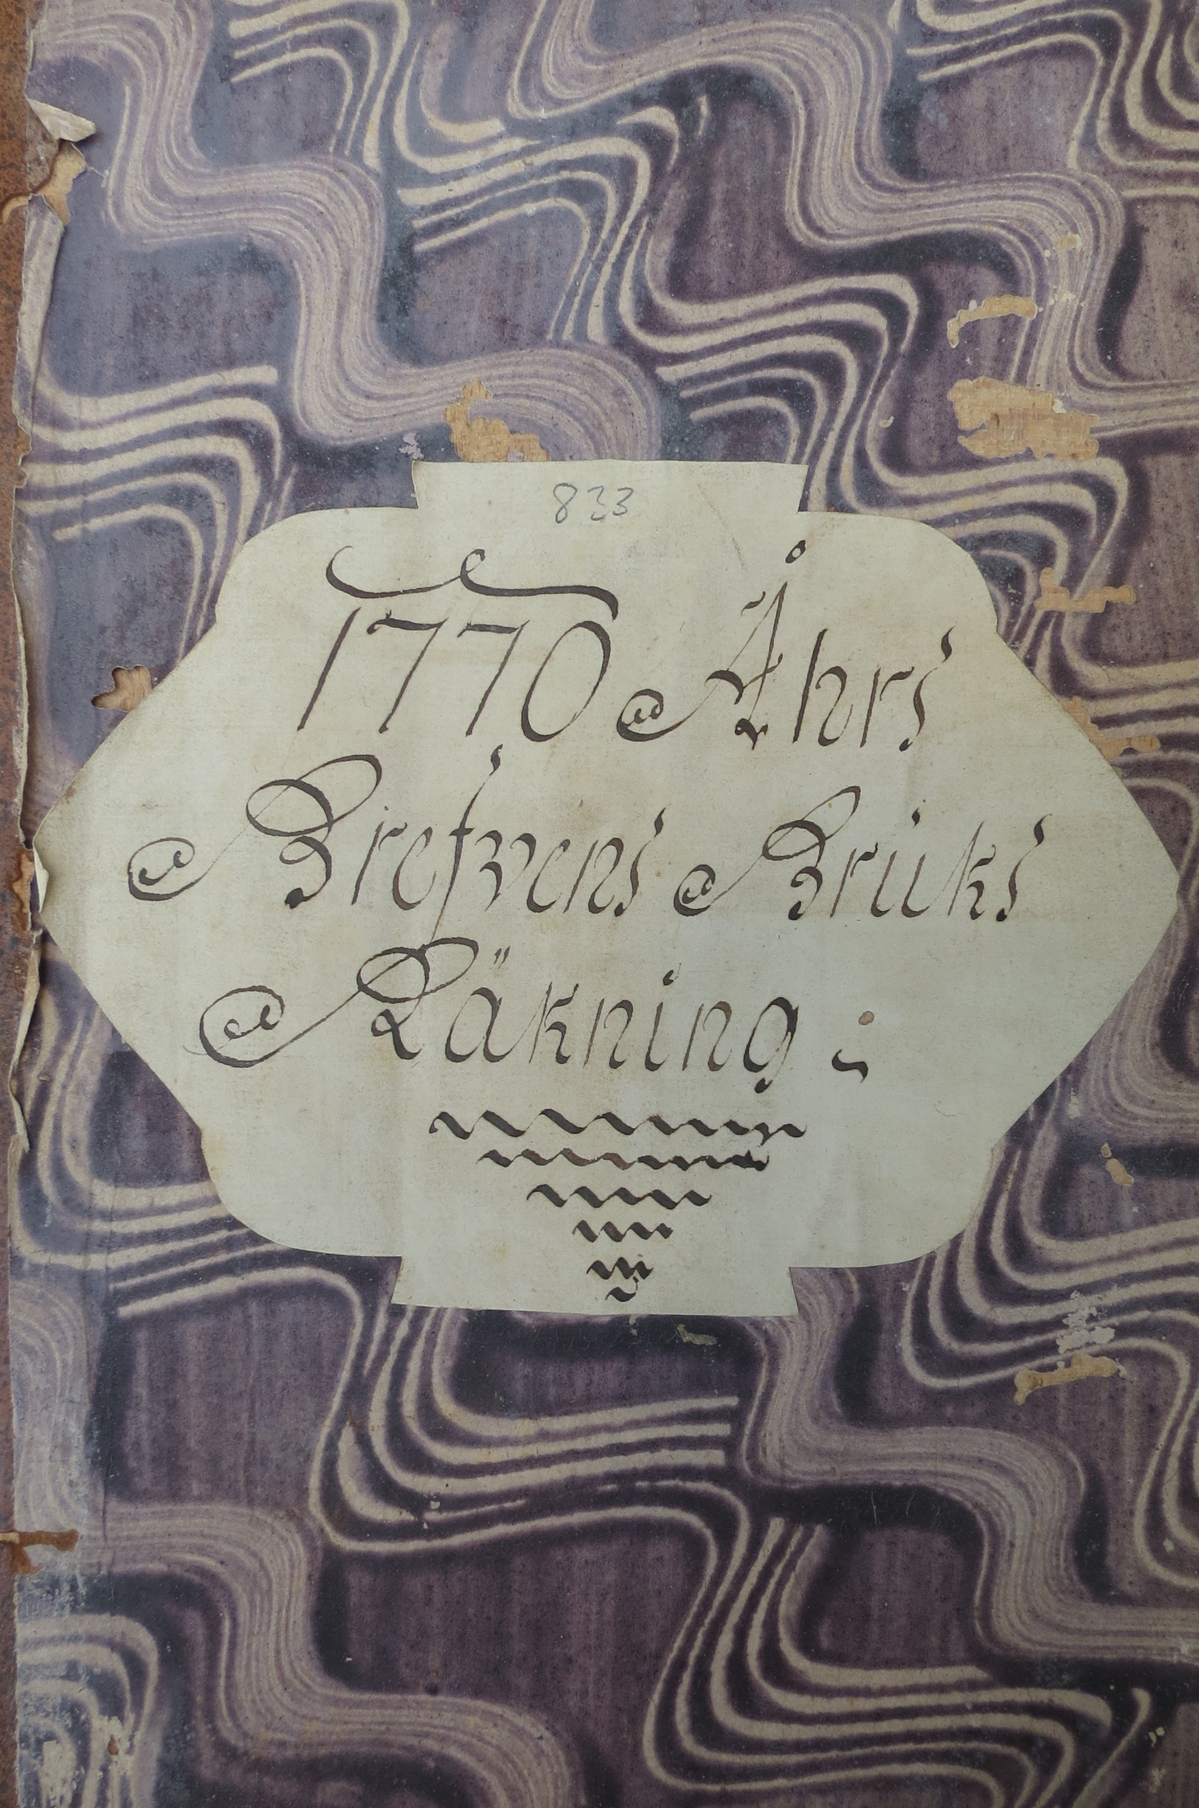 833
1770 Åhrs
Brefvens Bruks
Räkning;